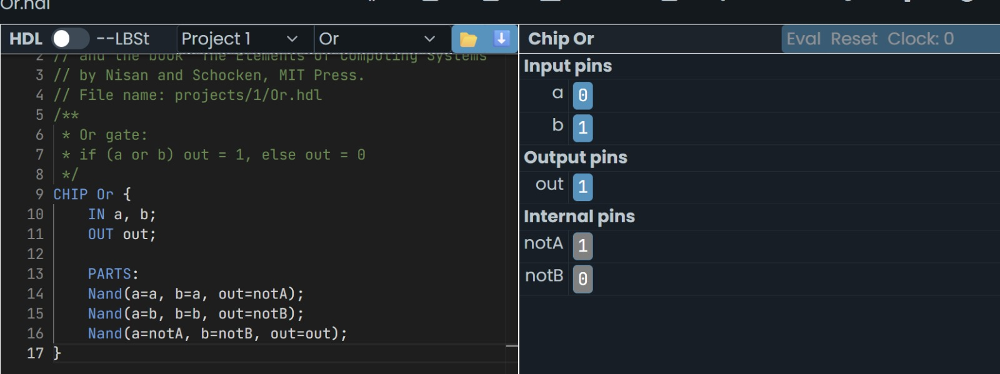 Or.hdl
HDL --LBSt Project 1 Or
2 // and the book "The Elements of Computing Systems"
3 // by Nisan and Schocken, MIT Press.
4 // File name: projects/1/Or.hdl
5 /**
6 * Or gate:
7 * if (a or b) out = 1, else out = 0
8 */
9 CHIP Or {
10 IN a, b;
11 OUT out;
12
13 PARTS:
14 Nand(a=a, b=a, out=notA);
15 Nand(a=b, b=b, out=notB);
16 Nand(a=notA, b=notB, out=out);
17 }
Chip Or Eval Reset Clock: 0
Input pins
a 0
b 1
Output pins
out 1
Internal pins
notA 1
notB 0